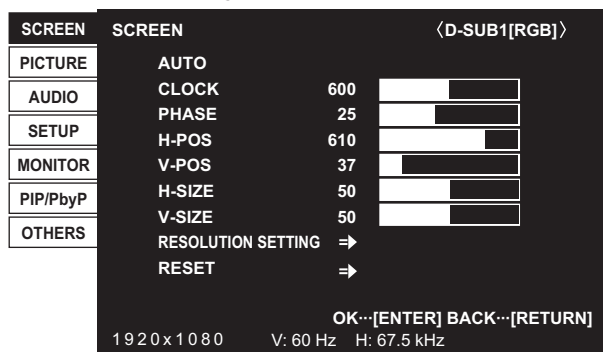 SCREEN
PICTURE
AUDIO
SETUP
MONITOR
PIP/PbyP
OTHERS
SCREEN 〈D-SUB1[RGB]〉
AUTO
CLOCK 600
PHASE 25
H-POS 610
V-POS 37
H-SIZE 50
V-SIZE 50
RESOLUTION SETTING
RESET
OK···[ENTER] BACK···[RETURN]
1920x1080 V: 60 Hz H: 67.5 kHz